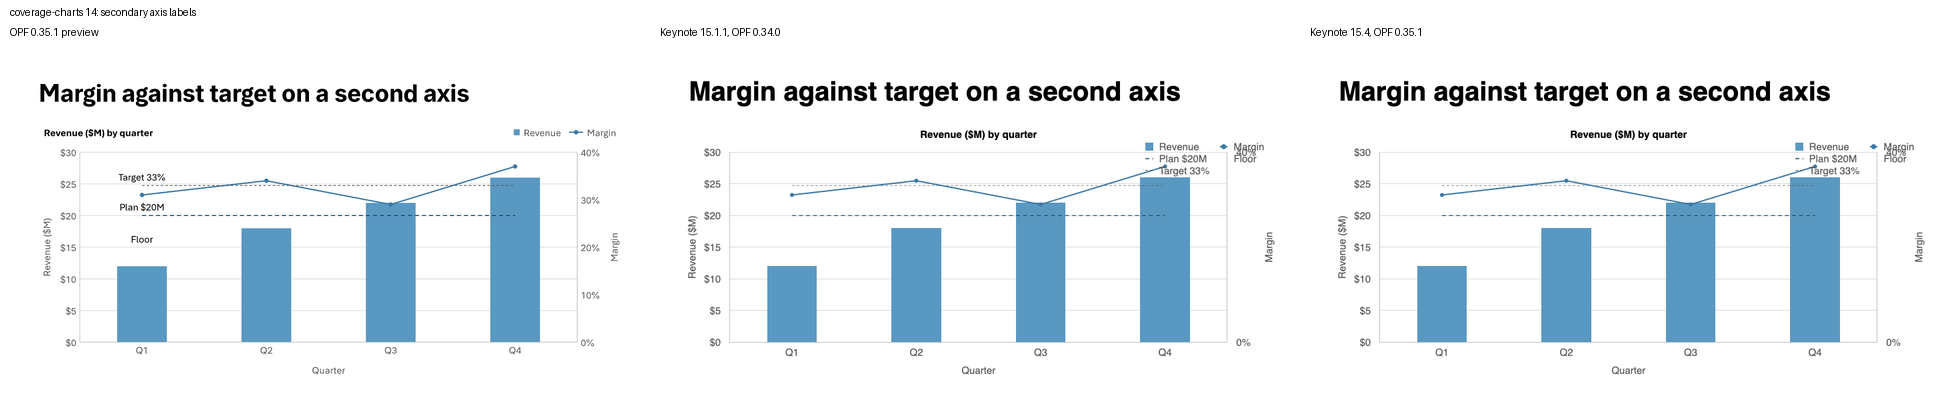 coverage-charts 14: secondary axis labels
OPF 0.35.1 preview
Margin against target on a second axis
Revenue ($M) by quarter
Revenue
Margin
$30
$25
$20
$15
$10
$5
$0
Revenue ($M)
Target 33%
Plan $20M
Floor
40%
30%
20%
10%
0%
Margin
Q1 Q2 Q3 Q4
Quarter
Keynote 15.1.1, OPF 0.34.0
Margin against target on a second axis
Revenue ($M) by quarter
Revenue Margin
Plan $20M Floor
Target 33%
$30
$25
$20
$15
$10
$5
$0
Revenue ($M)
40%
0%
Margin
Q1 Q2 Q3 Q4
Quarter
Keynote 15.4, OPF 0.35.1
Margin against target on a second axis
Revenue ($M) by quarter
Revenue Margin
Plan $20M Floor
Target 33%
$30
$25
$20
$15
$10
$5
$0
Revenue ($M)
40%
0%
Margin
Q1 Q2 Q3 Q4
Quarter